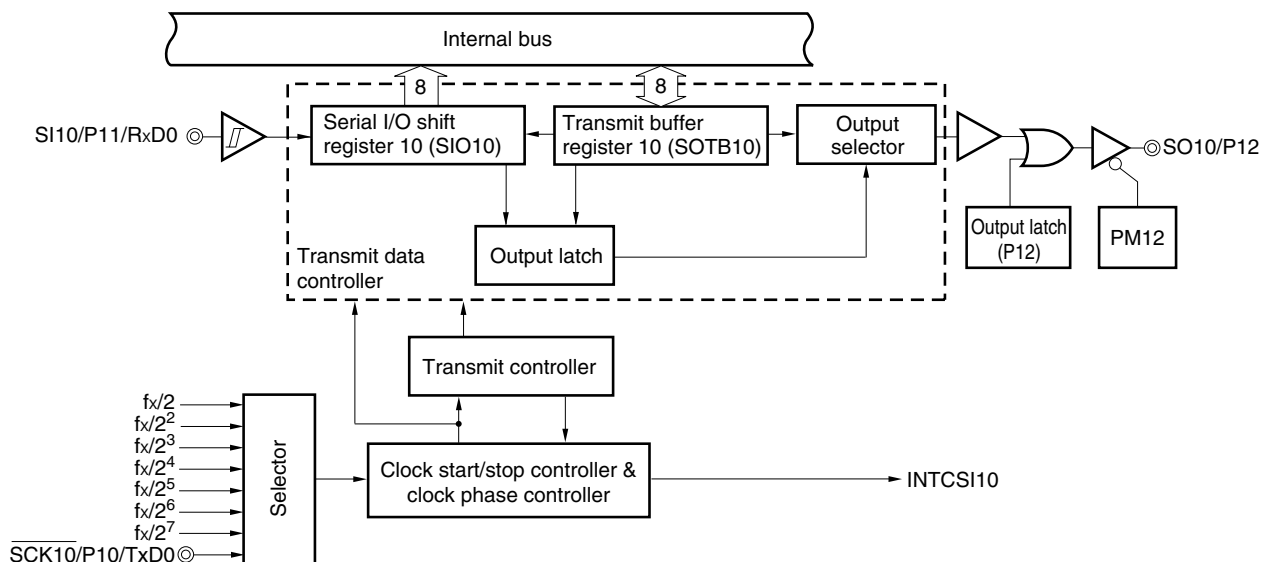 Internal bus
8
8
SI10/P11/RxD0
Serial I/O shift
register 10 (SIO10)
Transmit buffer
register 10 (SOTB10)
Output
selector
SO10/P12
Output latch
(P12)
PM12
Output latch
Transmit data
controller
Transmit controller
fx/2
fx/2²
fx/2³
fx/2⁴
fx/2⁵
fx/2⁶
fx/2⁷
S̅C̅K̅1̅0̅/P10/TxD0
Selector
Clock start/stop controller &
clock phase controller
INTCSI10